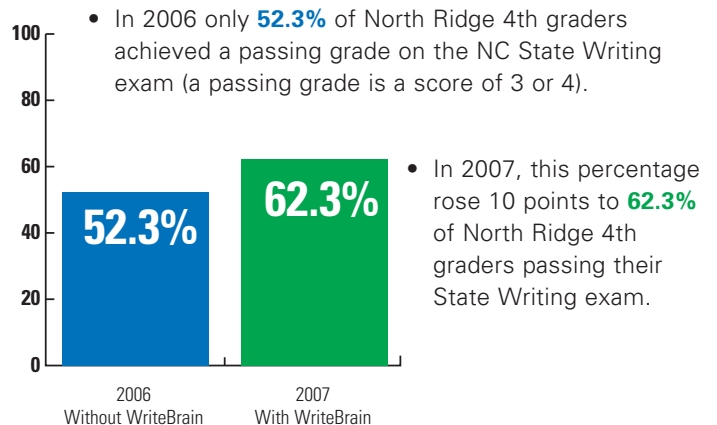 • In 2006 only 52.3% of North Ridge 4th graders
achieved a passing grade on the NC State Writing
exam (a passing grade is a score of 3 or 4).
100
80
60
40
20
0
52.3%
62.3%
• In 2007, this percentage
rose 10 points to 62.3%
of North Ridge 4th
graders passing their
State Writing exam.
2006
Without WriteBrain
2007
With WriteBrain